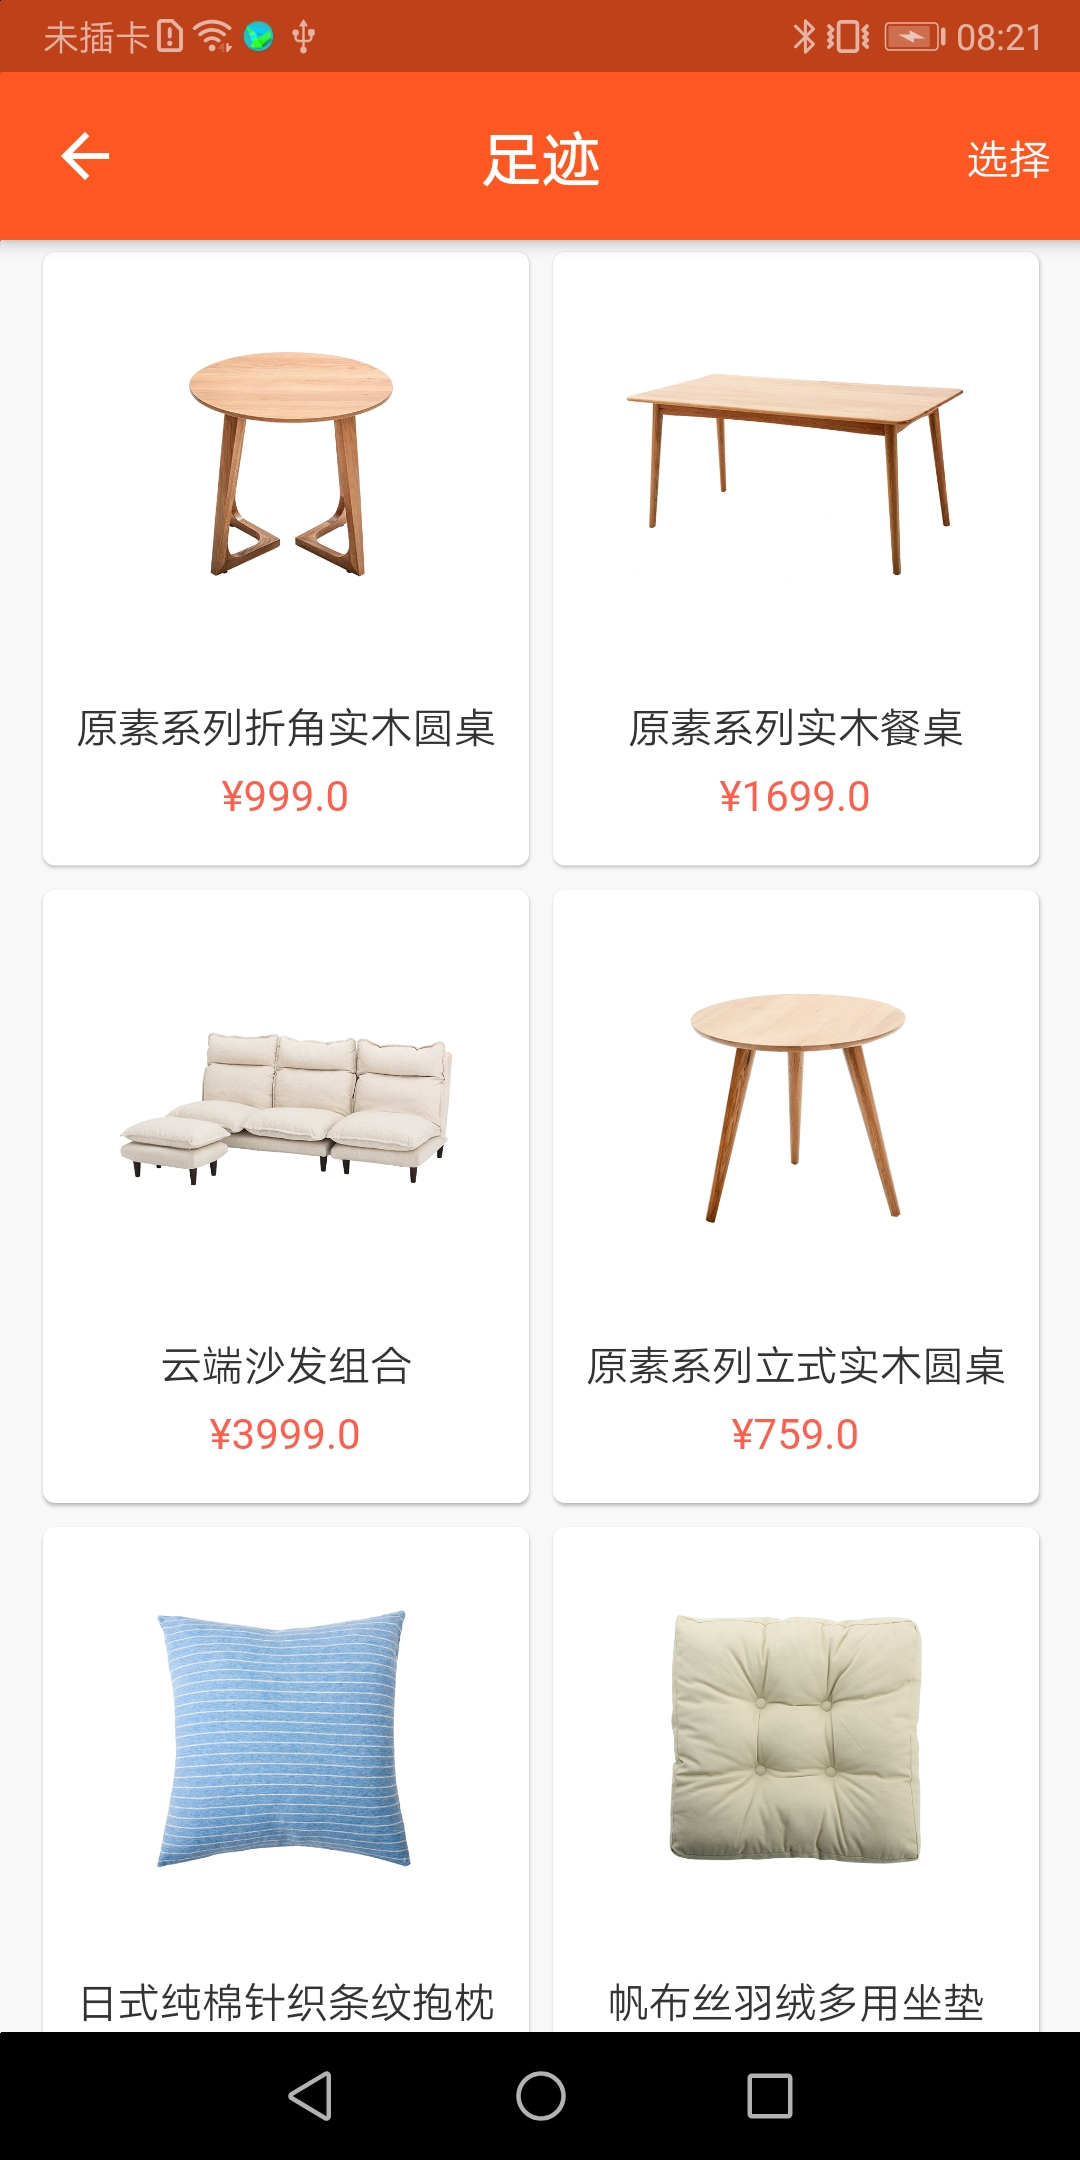 未插卡 08:21
足迹 选择
原素系列折角实木圆桌 原素系列实木餐桌
¥999.0 ¥1699.0
云端沙发组合 原素系列立式实木圆桌
¥3999.0 ¥759.0
日式纯棉针织条纹抱枕 帆布丝羽绒多用坐垫